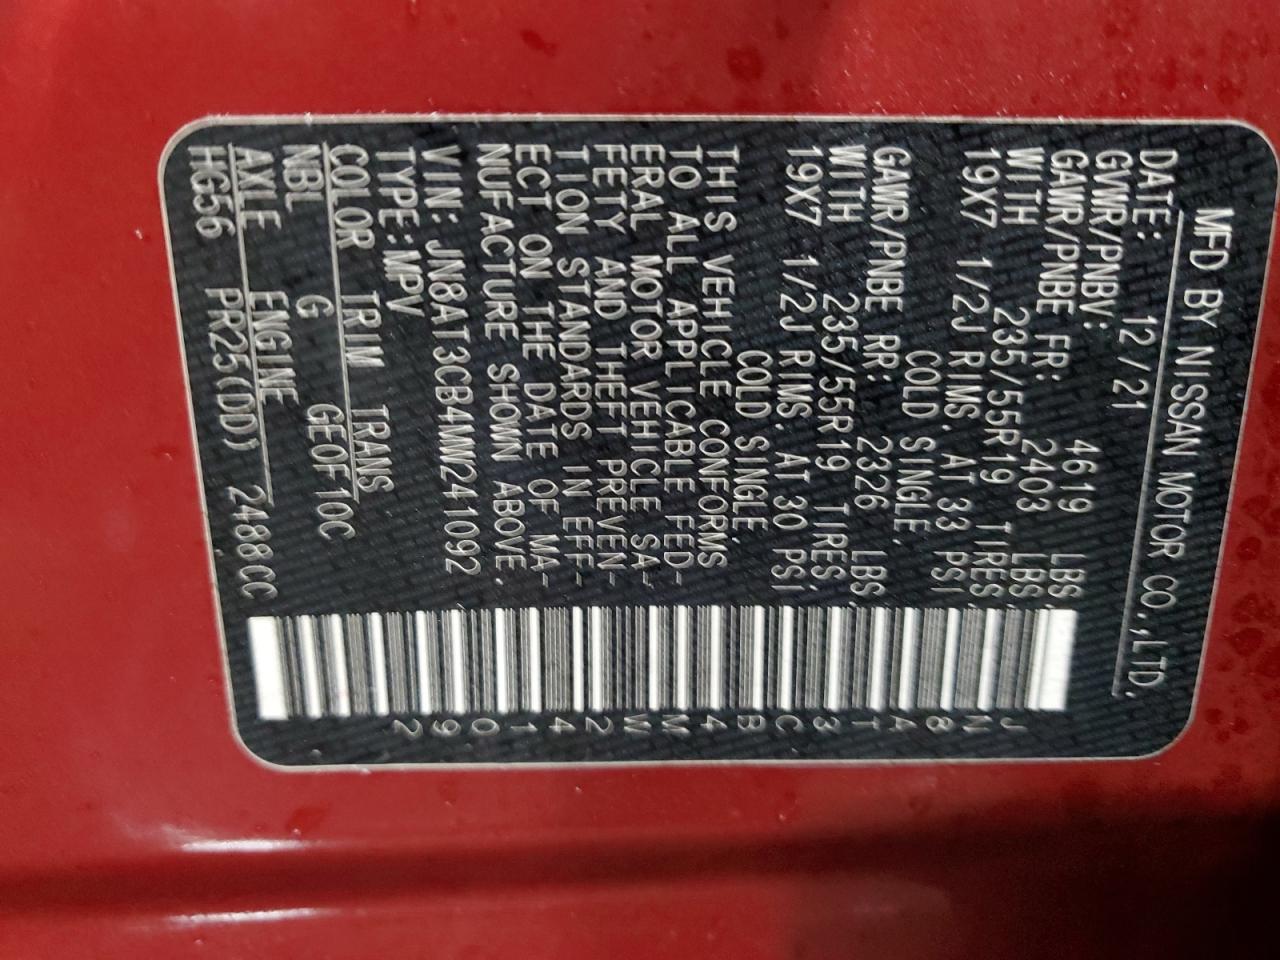 MFD BY NISSAN MOTOR CO.,LTD.
DATE: 12/21
GVWR/PNBV: 4619 LBS,
GAWR/PNBE FR: 2403 LBS,
WITH 235/55R19 TIRES,
19X7 1/2J RIMS. AT 33 PSI
COLD SINGLE,
GAWR/PNBE RR: 2326 LBS,
WITH 235/55R19 TIRES,
19X7 1/2J RIMS. AT 30 PSI
COLD SINGLE,
THIS VEHICLE CONFORMS
TO ALL APPLICABLE FED-
ERAL MOTOR VEHICLE SA-
FETY AND THEFT PREVEN-
TION STANDARDS IN EFF-
ECT ON THE DATE OF MA-
NUFACTURE SHOWN ABOVE.
VIN: JN8AT3CB4MW241092
TYPE:MPV
COLOR TRIM TRANS
NBL G GEOF10C
AXLE ENGINE
HG56 PR25(DD) 2488CC
JN8AT3CB4MW241092